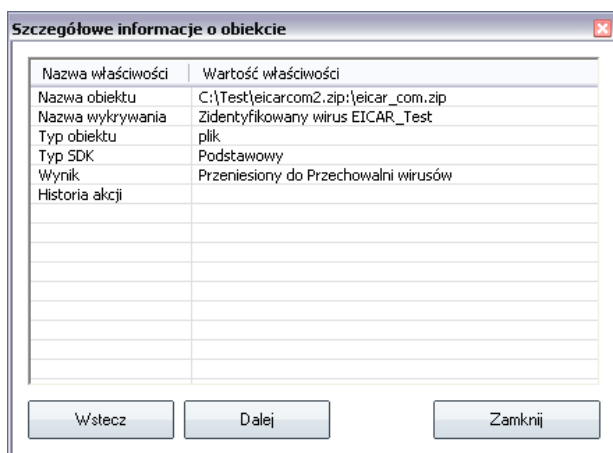 Szczegółowe informacje o obiekcie
Nazwa właściwości Wartość właściwości
Nazwa obiektu C:\Test\eicarcom2.zip:\eicar_com.zip
Nazwa wykrywania Zidentyfikowany wirus EICAR_Test
Typ obiektu plik
Typ SDK Podstawowy
Wynik Przeniesiony do Przechowalni wirusów
Historia akcji
Wstecz Dalej Zamknij